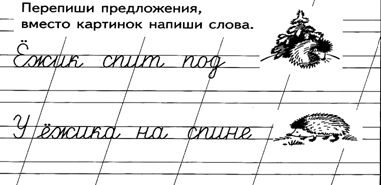 Перепиши предложения,
вместо картинок напиши слова.
Ёжик спит под
У ёжика на спине